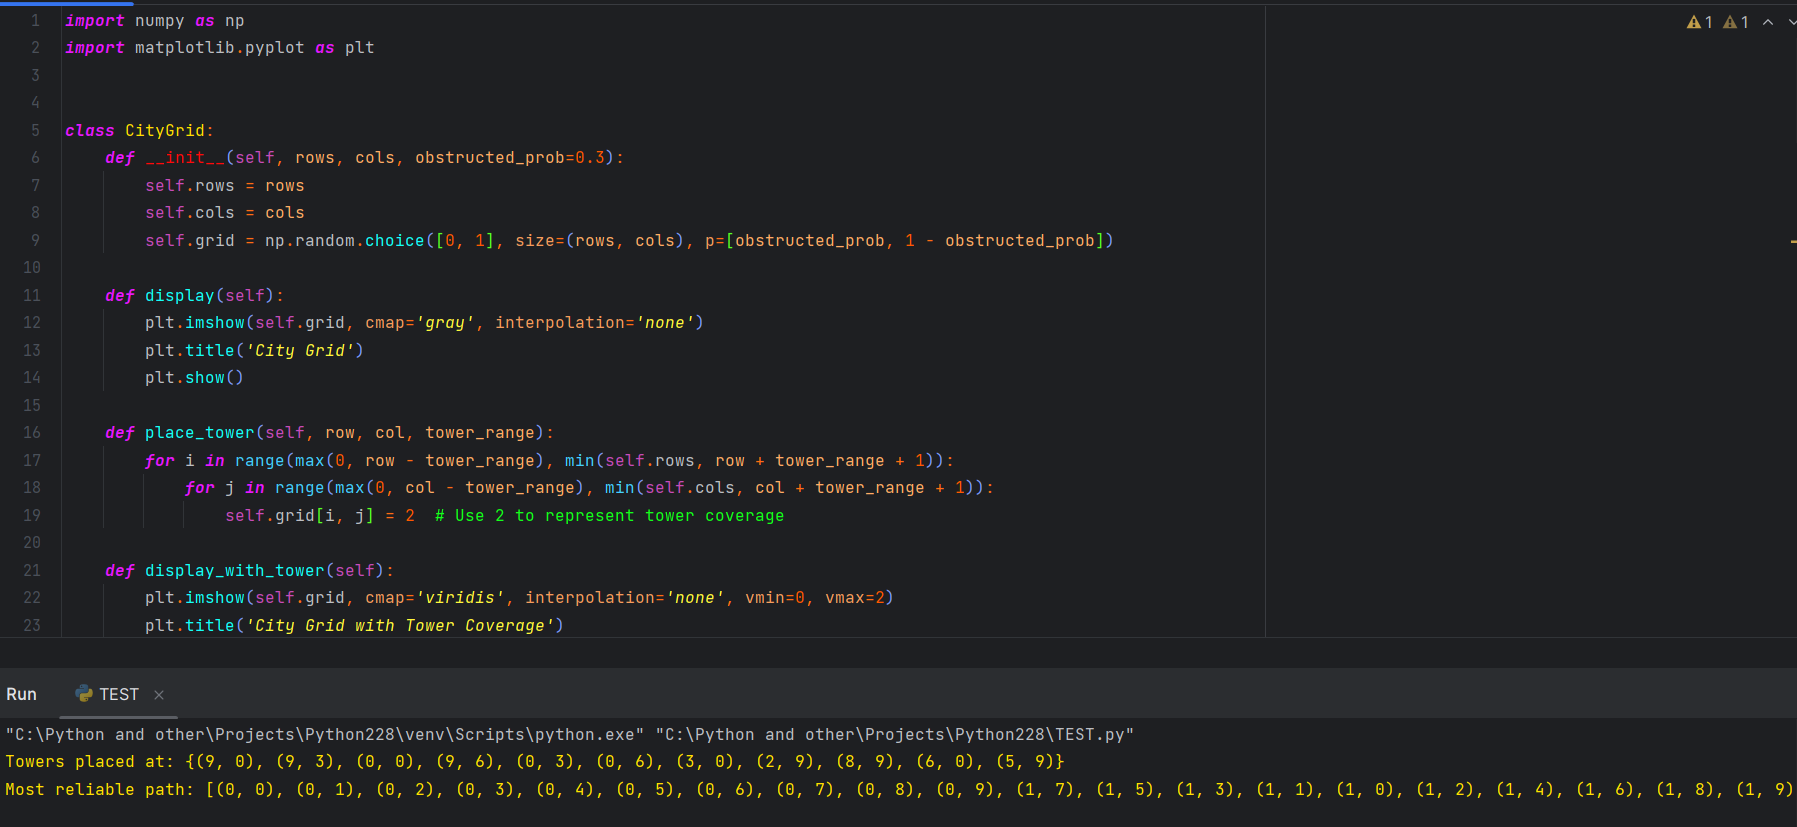 1 import numpy as np
2 import matplotlib.pyplot as plt
3
4
5 class CityGrid:
6     def __init__(self, rows, cols, obstructed_prob=0.3):
7         self.rows = rows
8         self.cols = cols
9         self.grid = np.random.choice([0, 1], size=(rows, cols), p=[obstructed_prob, 1 - obstructed_prob])
10
11     def display(self):
12         plt.imshow(self.grid, cmap='gray', interpolation='none')
13         plt.title('City Grid')
14         plt.show()
15
16     def place_tower(self, row, col, tower_range):
17         for i in range(max(0, row - tower_range), min(self.rows, row + tower_range + 1)):
18             for j in range(max(0, col - tower_range), min(self.cols, col + tower_range + 1)):
19                 self.grid[i, j] = 2  # Use 2 to represent tower coverage
20
21     def display_with_tower(self):
22         plt.imshow(self.grid, cmap='viridis', interpolation='none', vmin=0, vmax=2)
23         plt.title('City Grid with Tower Coverage')
1 1
Run TEST
"C:\Python and other\Projects\Python228\venv\Scripts\python.exe" "C:\Python and other\Projects\Python228\TEST.py"
Towers placed at: {(9, 0), (9, 3), (0, 0), (9, 6), (0, 3), (0, 6), (3, 0), (2, 9), (8, 9), (6, 0), (5, 9)}
Most reliable path: [(0, 0), (0, 1), (0, 2), (0, 3), (0, 4), (0, 5), (0, 6), (0, 7), (0, 8), (0, 9), (1, 7), (1, 5), (1, 3), (1, 1), (1, 0), (1, 2), (1, 4), (1, 6), (1, 8), (1, 9)